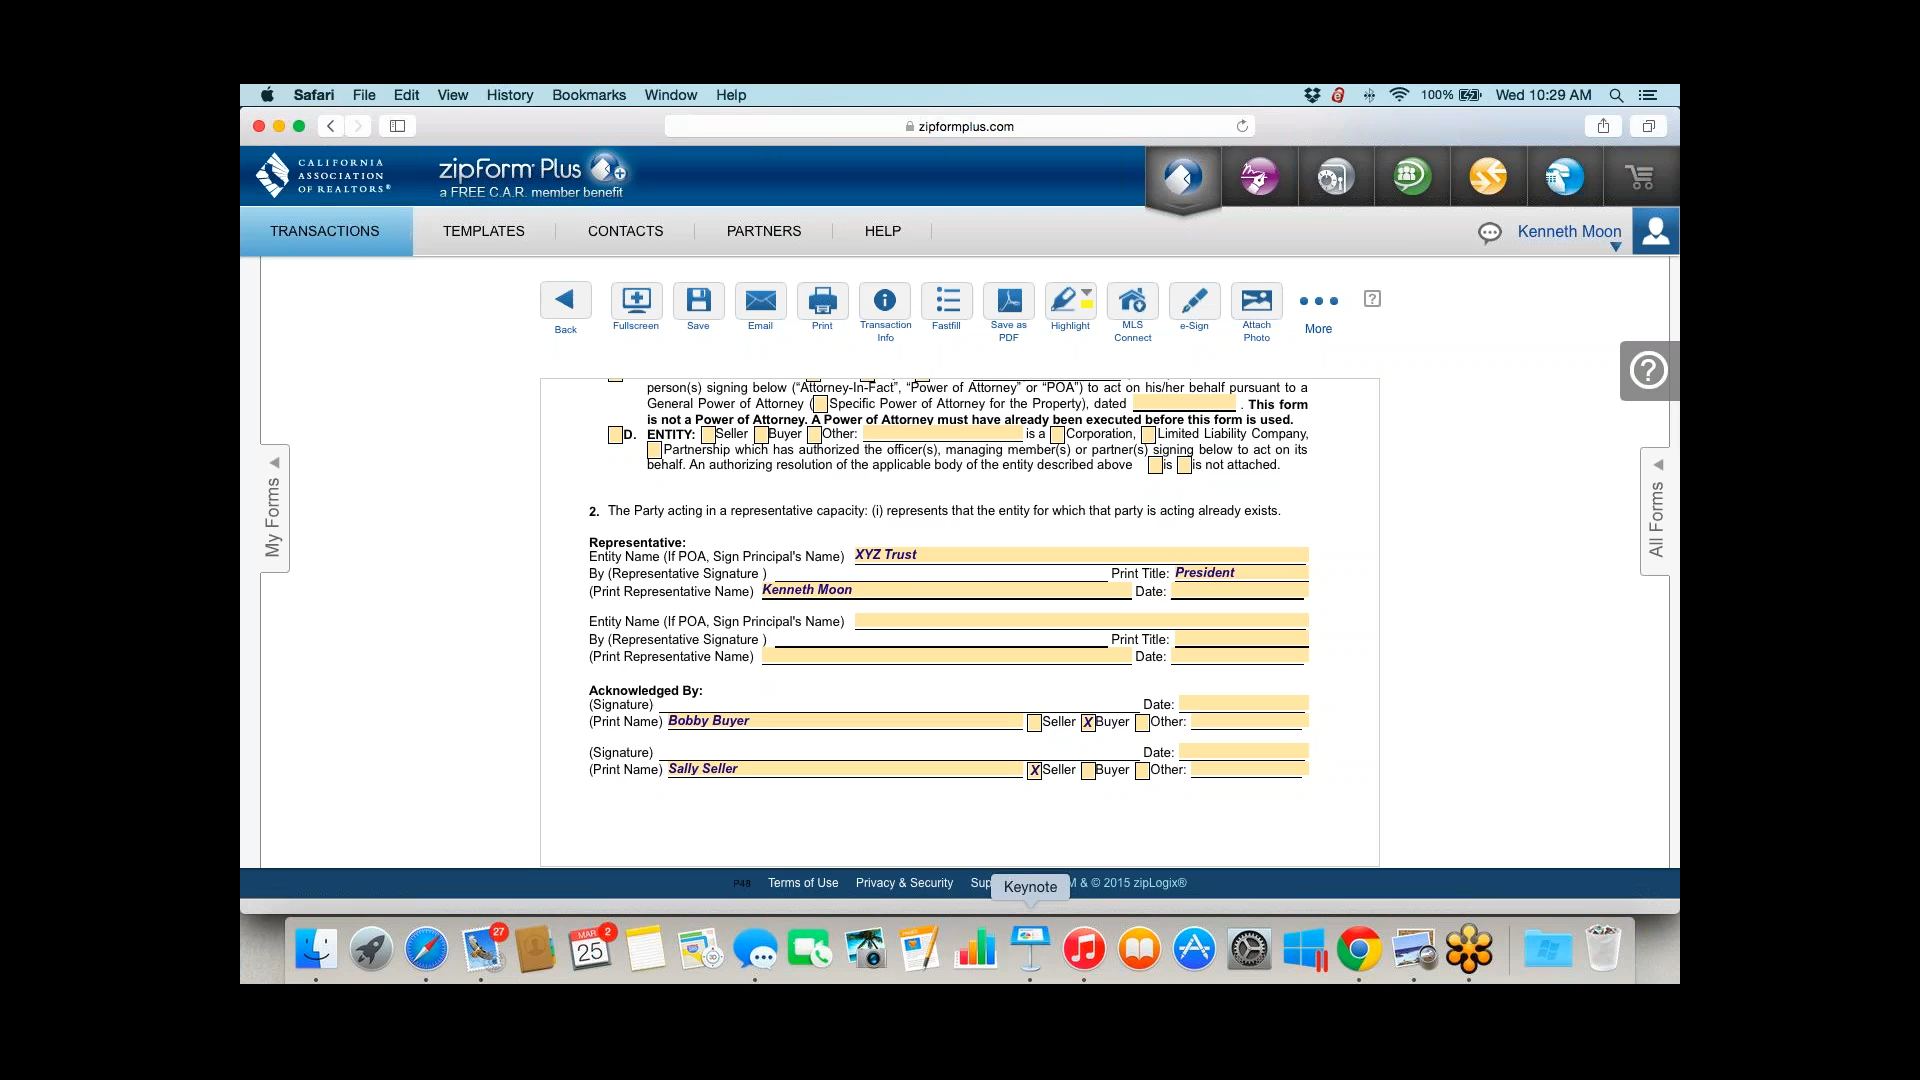 Safari File Edit View History Bookmarks Window Help 100% Wed 10:29 AM
zipformplus.com
CALIFORNIA
ASSOCIATION
OF REALTORS®
zipForm® Plus
a FREE C.A.R. member benefit
TRANSACTIONS TEMPLATES CONTACTS PARTNERS HELP Kenneth Moon
Back Fullscreen Save Email Print Transaction Info Fastfill Save as PDF Highlight MLS Connect e-Sign Attach Photo More ?
?
My Forms
All Forms
person(s) signing below (“Attorney-In-Fact”, “Power of Attorney” or “POA”) to act on his/her behalf pursuant to a
General Power of Attorney ( Specific Power of Attorney for the Property), dated . This form
is not a Power of Attorney. A Power of Attorney must have already been executed before this form is used.
D. ENTITY: Seller Buyer Other: is a Corporation, Limited Liability Company,
Partnership which has authorized the officer(s), managing member(s) or partner(s) signing below to act on its
behalf. An authorizing resolution of the applicable body of the entity described above is is not attached.
2. The Party acting in a representative capacity: (i) represents that the entity for which that party is acting already exists.
Representative:
Entity Name (If POA, Sign Principal's Name) XYZ Trust
By (Representative Signature ) Print Title: President
(Print Representative Name) Kenneth Moon Date:
Entity Name (If POA, Sign Principal's Name)
By (Representative Signature ) Print Title:
(Print Representative Name) Date:
Acknowledged By:
(Signature) Date:
(Print Name) Bobby Buyer Seller X Buyer Other:
(Signature) Date:
(Print Name) Sally Seller X Seller Buyer Other:
P48 Terms of Use Privacy & Security Sup M & © 2015 zipLogix®
Keynote
27
MAR 2
25
PAGES